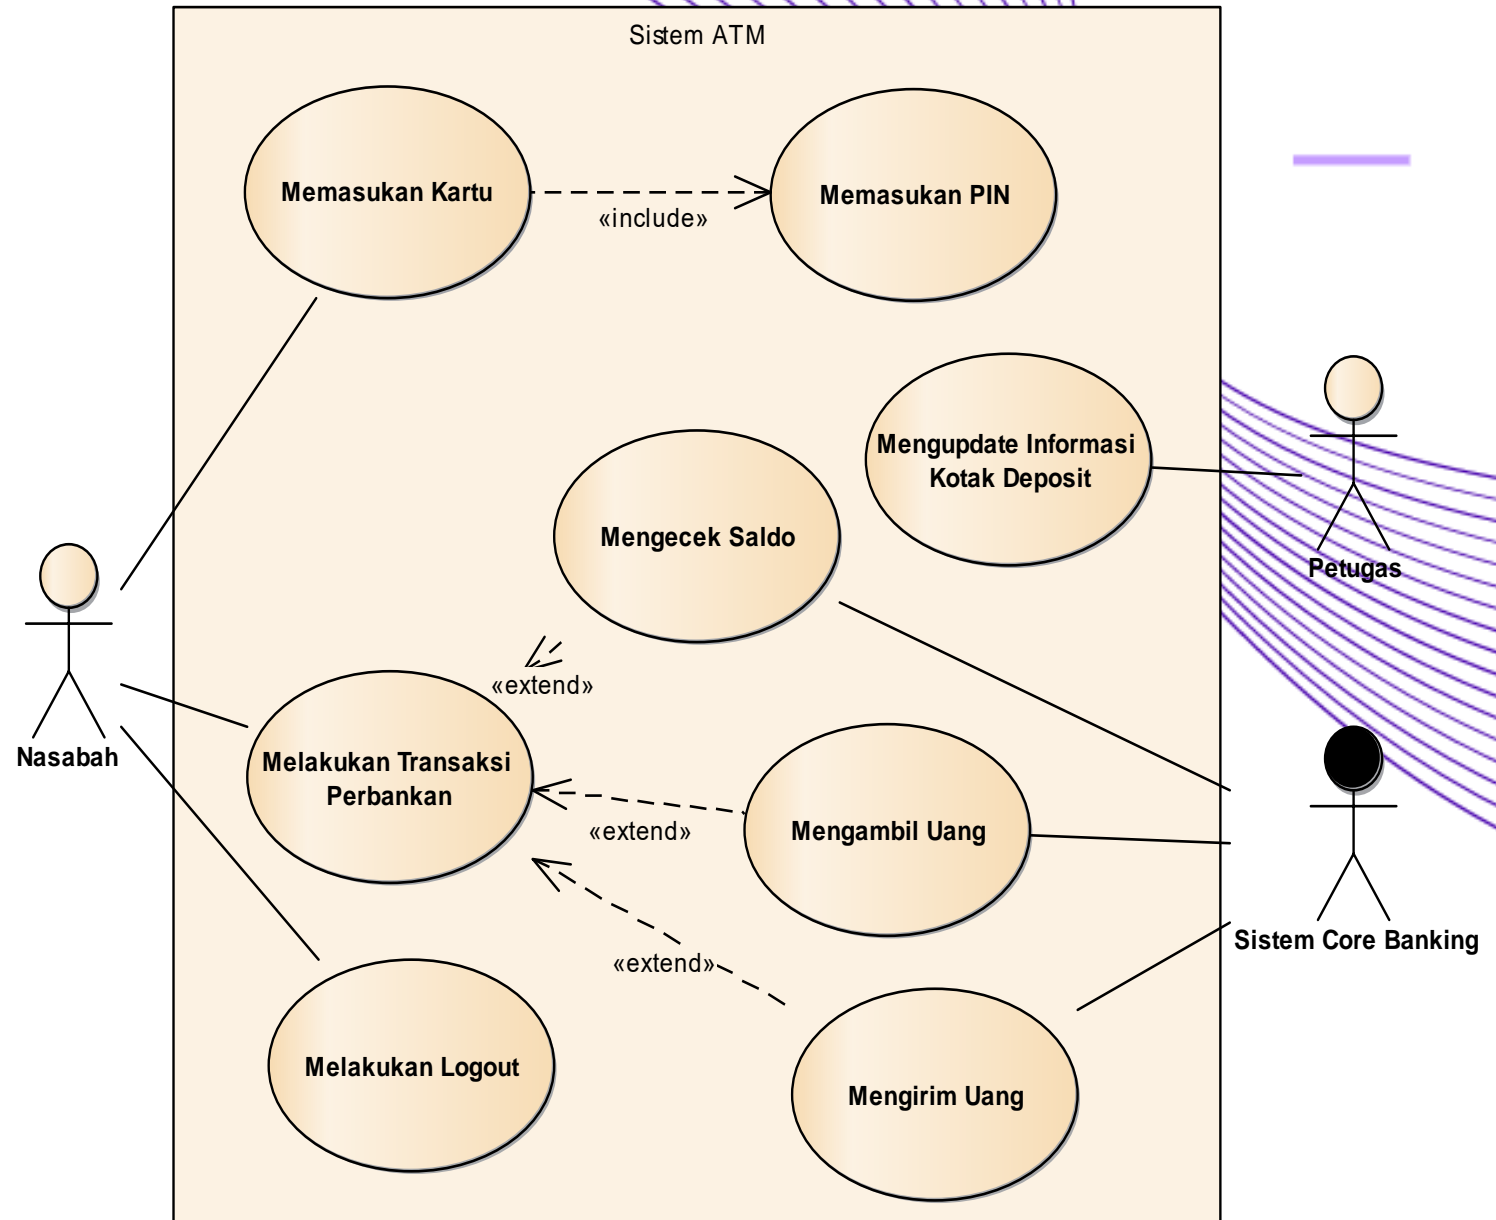 Sistem ATM
Memasukan Kartu
«include»
Memasukan PIN
Mengupdate Informasi
Kotak Deposit
Petugas
Mengecek Saldo
«extend»
Nasabah
Melakukan Transaksi
Perbankan
«extend»
Mengambil Uang
Sistem Core Banking
«extend»
Melakukan Logout
Mengirim Uang